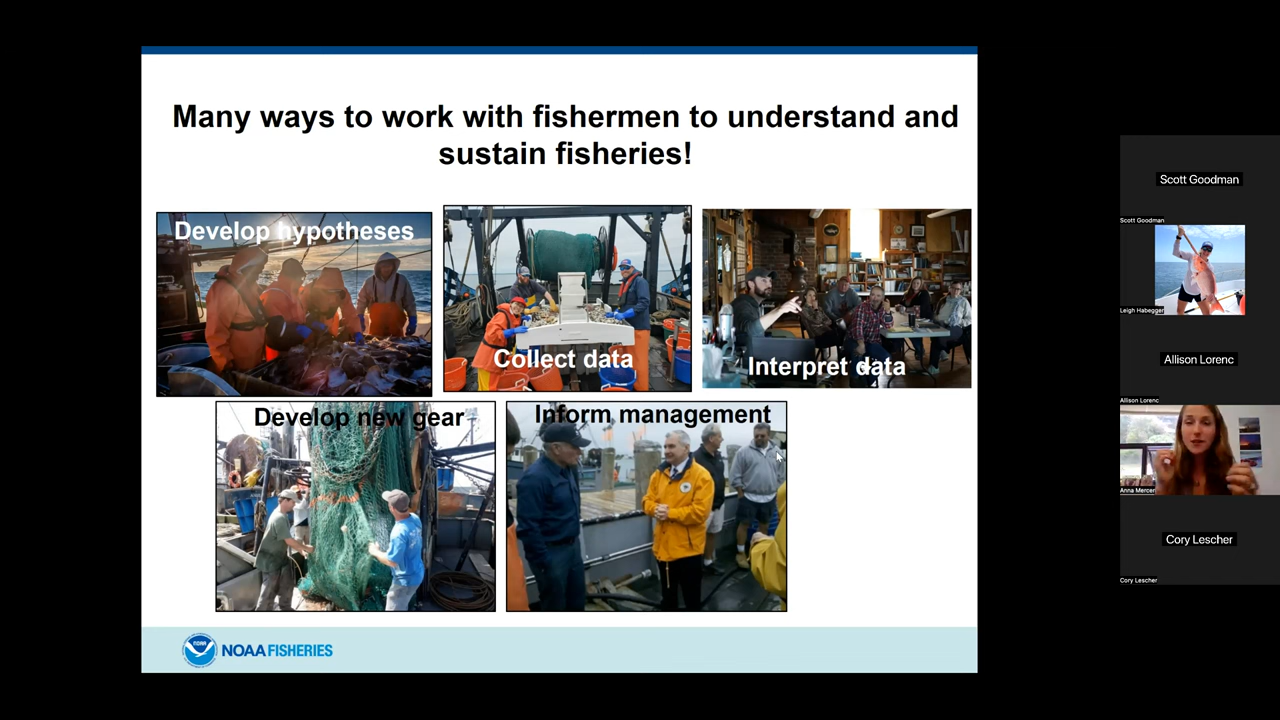 Many ways to work with fishermen to understand and
sustain fisheries!
Develop hypotheses
Collect data
Interpret data
Develop new gear
Inform management
NOAA
NOAA FISHERIES
Scott Goodman
Scott Goodman
Leigh Habegger
Allison Lorenc
Allison Lorenc
Anna Mercer
Cory Lescher
Cory Lescher